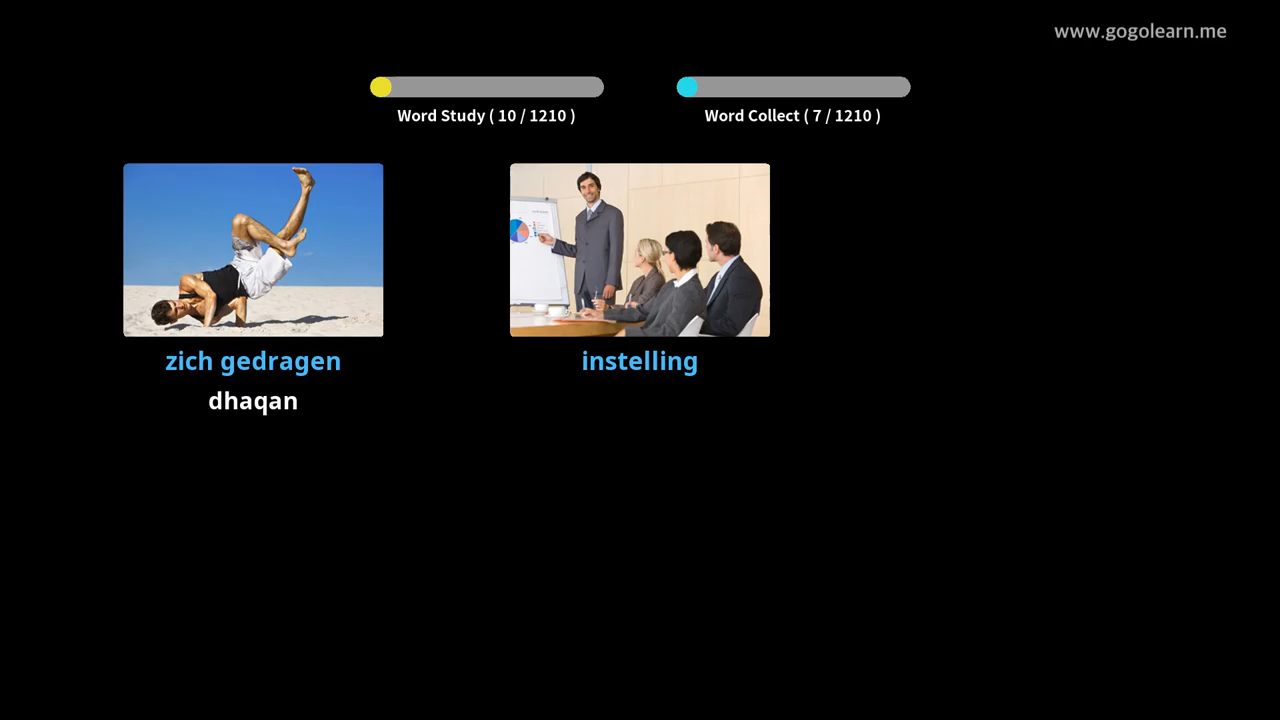 www.gogolearn.me
Word Study ( 10 / 1210 )
Word Collect ( 7 / 1210 )
zich gedragen
instelling
dhaqan